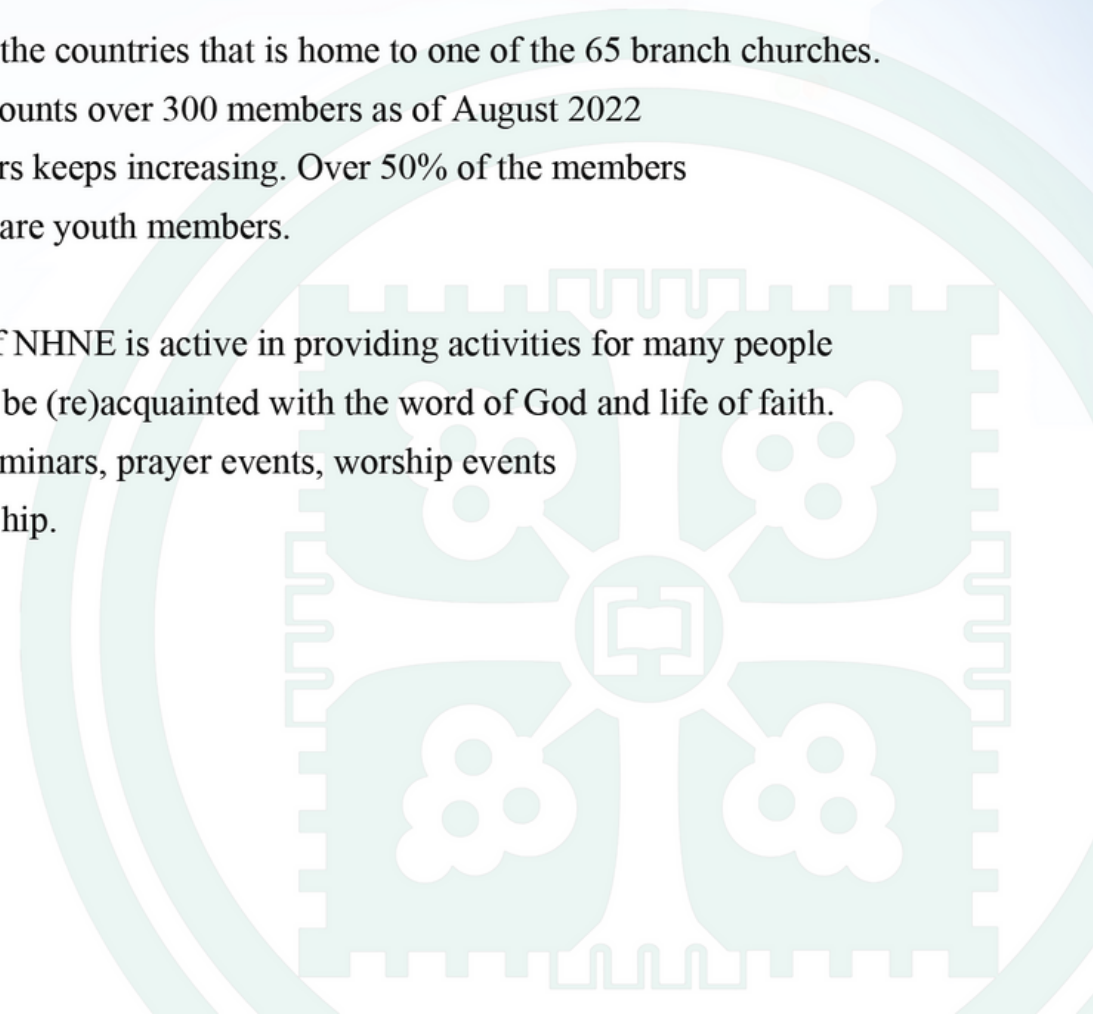 the countries that is home to one of the 65 branch churches.
ounts over 300 members as of August 2022
rs keeps increasing. Over 50% of the members
are youth members.
f NHNE is active in providing activities for many people
be (re)acquainted with the word of God and life of faith.
minars, prayer events, worship events
hip.